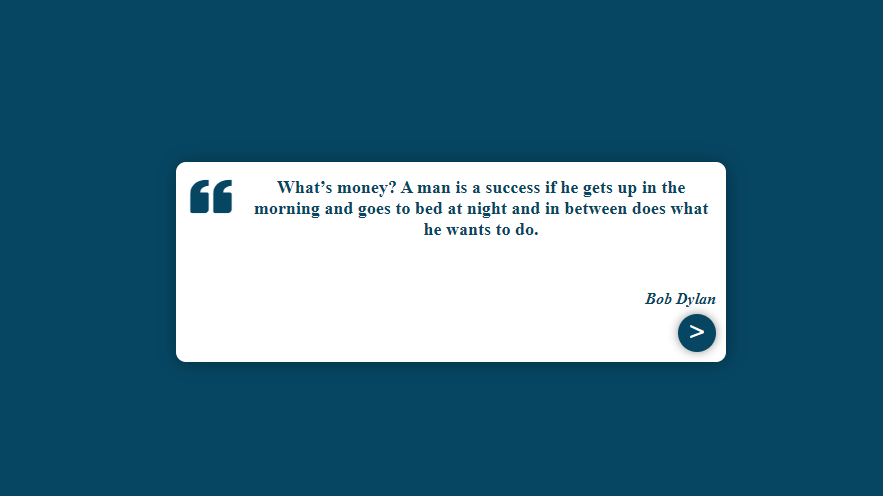 What’s money? A man is a success if he gets up in the
morning and goes to bed at night and in between does what
he wants to do.
Bob Dylan
>